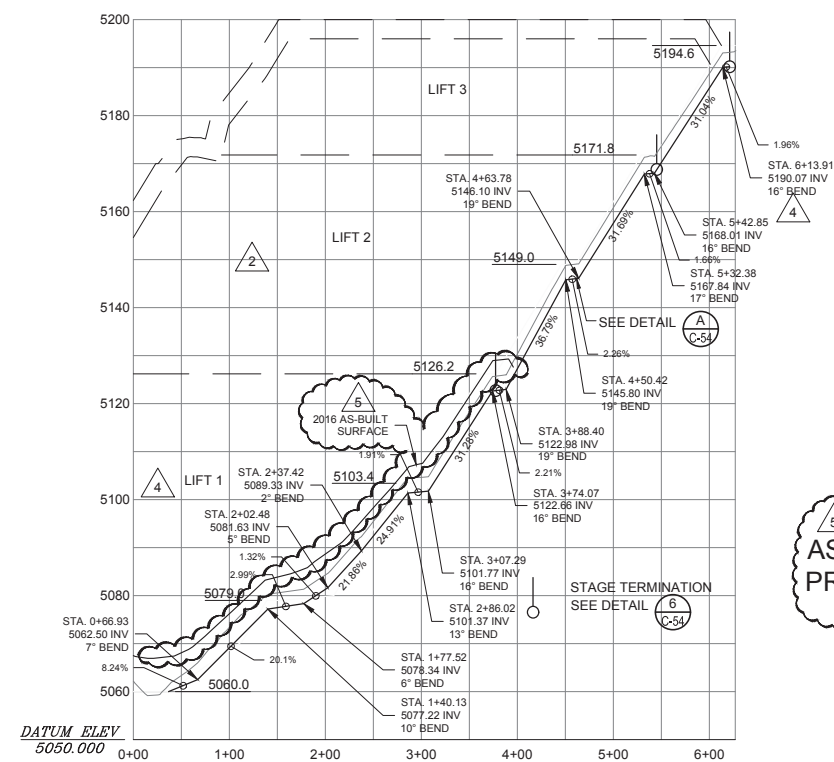 5200
5194.6
LIFT 3
31.04%
5180
1.96%
STA. 6+13.91
5190.07 INV
16° BEND
4
5171.8
STA. 4+63.78
5146.10 INV
19° BEND
31.69%
5160
STA. 5+42.85
5168.01 INV
16° BEND
1.66%
STA. 5+32.38
5167.84 INV
17° BEND
LIFT 2
2
5149.0
5140
SEE DETAIL
A
C-54
36.79%
2.26%
5126.2
STA. 4+50.42
5145.80 INV
19° BEND
5
2016 AS-BUILT
SURFACE
5120
31.28%
STA. 3+88.40
5122.98 INV
19° BEND
2.21%
STA. 3+74.07
5122.66 INV
16° BEND
1.91%
4
LIFT 1
STA. 2+37.42
5089.33 INV
2° BEND
5103.4
5100
STA. 2+02.48
5081.63 INV
5° BEND
24.91%
21.86%
1.32%
2.99%
STA. 3+07.29
5101.77 INV
16° BEND
5
AS
PR
STAGE TERMINATION
SEE DETAIL
6
C-54
5080
5079.0
STA. 2+86.02
5101.37 INV
13° BEND
STA. 0+66.93
5062.50 INV
7° BEND
8.24%
20.1%
STA. 1+77.52
5078.34 INV
6° BEND
5060
5060.0
STA. 1+40.13
5077.22 INV
10° BEND
DATUM ELEV
5050.000
0+00 1+00 2+00 3+00 4+00 5+00 6+00